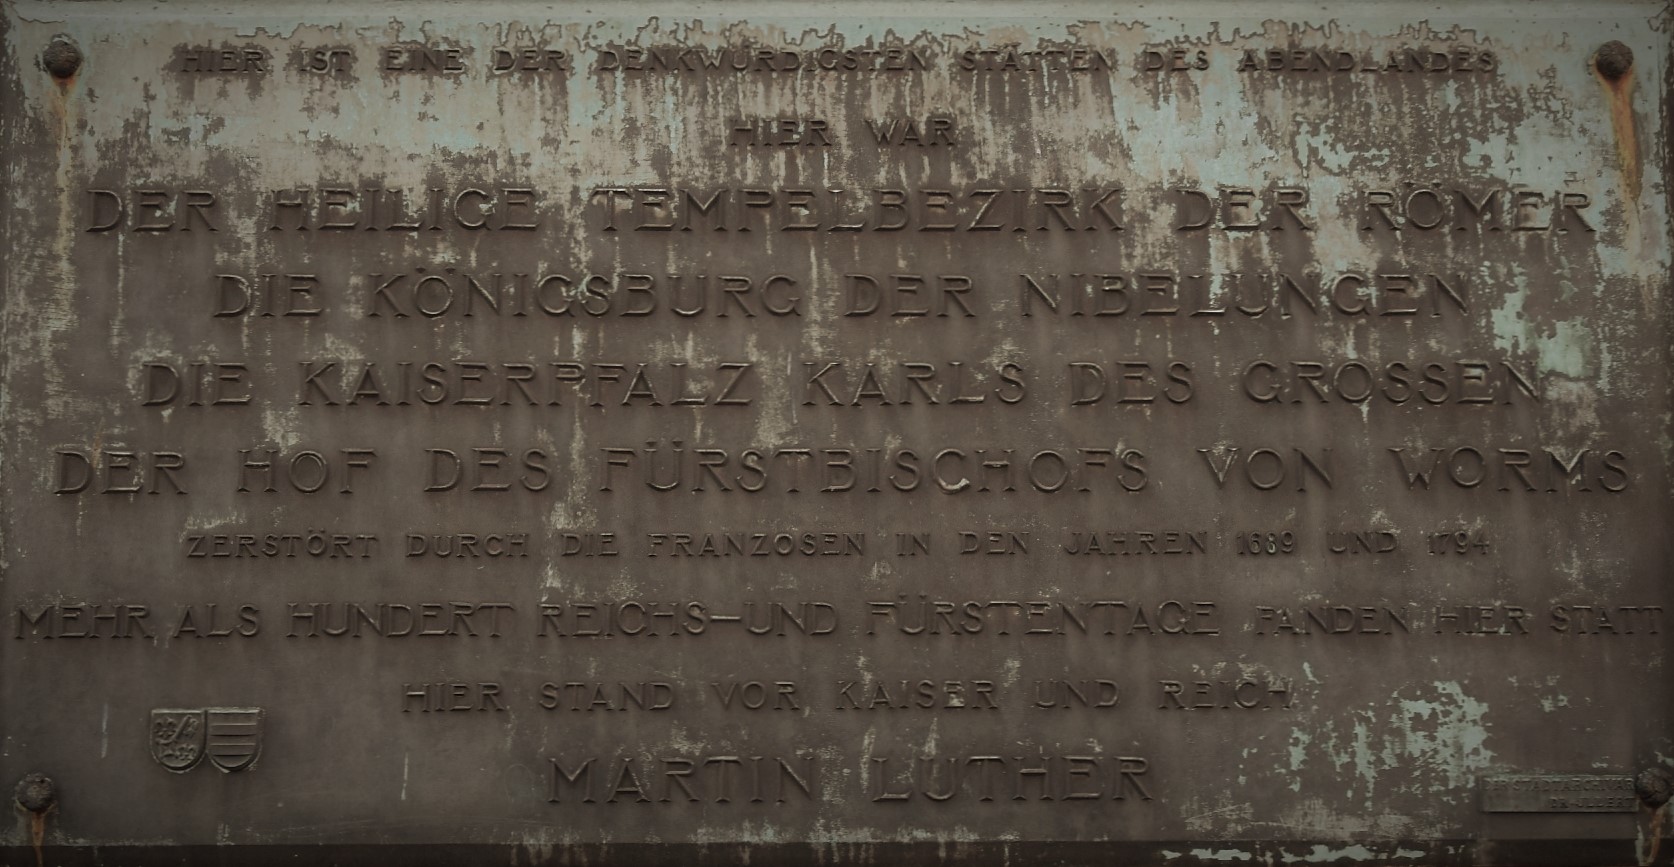 HIER IST EINE DER DENKWÜRDIGSTEN STÄTTEN DES ABENDLANDES
HIER WAR
DER HEILIGE TEMPELBEZIRK DER RÖMER
DIE KÖNIGSBURG DER NIBELUNGEN
DIE KAISERPFALZ KARLS DES GROSSEN
DER HOF DES FÜRSTBISCHOFS VON WORMS
ZERSTÖRT DURCH DIE FRANZOSEN IN DEN JAHREN 1689 UND 1794
MEHR ALS HUNDERT REICHS-UND FÜRSTENTAGE FANDEN HIER STATT
HIER STAND VOR KAISER UND REICH
MARTIN LUTHER